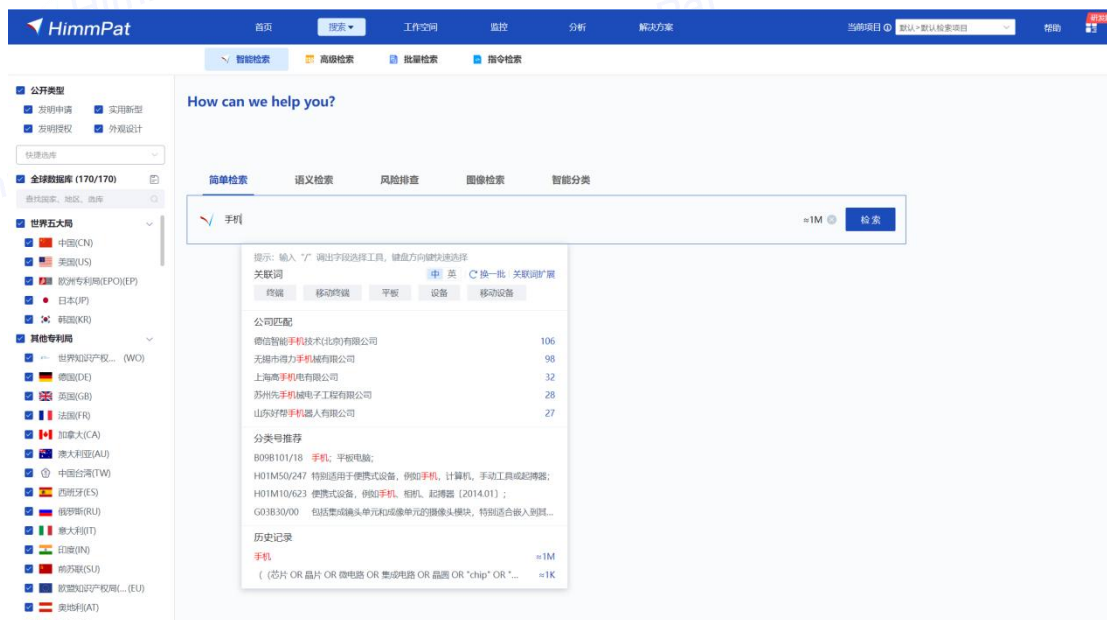 HimmPat
首页 搜索 工作空间 监控 分析 解决方案 当前项目 默认>默认检索项目 帮助
智能检索 高级检索 批量检索 指令检索
公开类型
发明申请 实用新型
发明授权 外观设计
快捷选库
全球数据库 (170/170)
查找国家、地区、选库
世界五大局
中国(CN)
美国(US)
欧洲专利局(EPO)(EP)
日本(JP)
韩国(KR)
其他专利局
世界知识产权... (WO)
德国(DE)
英国(GB)
法国(FR)
加拿大(CA)
澳大利亚(AU)
中国台湾(TW)
西班牙(ES)
俄罗斯(RU)
意大利(IT)
印度(IN)
前苏联(SU)
欧盟知识产权局(...(EU)
奥地利(AT)
How can we help you?
简单检索 语义检索 风险排查 图像检索 智能分类
手机 ≈1M 检索
提示：输入 "/" 调出字段选择工具，键盘方向键快速选择
关联词 中 英 换一批 关联词扩展
终端 移动终端 平板 设备 移动设备
公司匹配
德信智能手机技术(北京)有限公司 106
无锡市得力手机械有限公司 98
上海高手机电有限公司 32
苏州先手机械电子工程有限公司 28
山东好帮手机器人有限公司 27
分类号推荐
B09B101/18 手机；平板电脑；
H01M50/247 特别适用于便携式设备，例如手机，计算机，手动工具或起搏器；
H01M10/623 便携式设备，例如手机、相机、起搏器〔2014.01〕；
G03B30/00 包括集成镜头单元和成像单元的摄像头模块，特别适合嵌入到其...
历史记录
手机 ≈1M
( (芯片 OR 晶片 OR 微电路 OR 集成电路 OR 晶圆 OR "chip" OR "... ≈1K